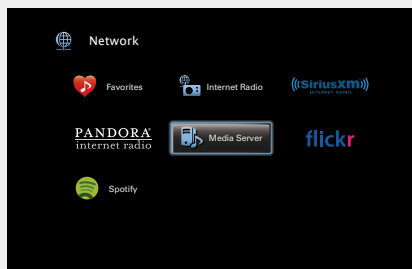 Network
Favorites
Internet Radio
((SiriusXM))
INTERNET RADIO
PANDORA®
internet radio
Media Server
flickr
Spotify